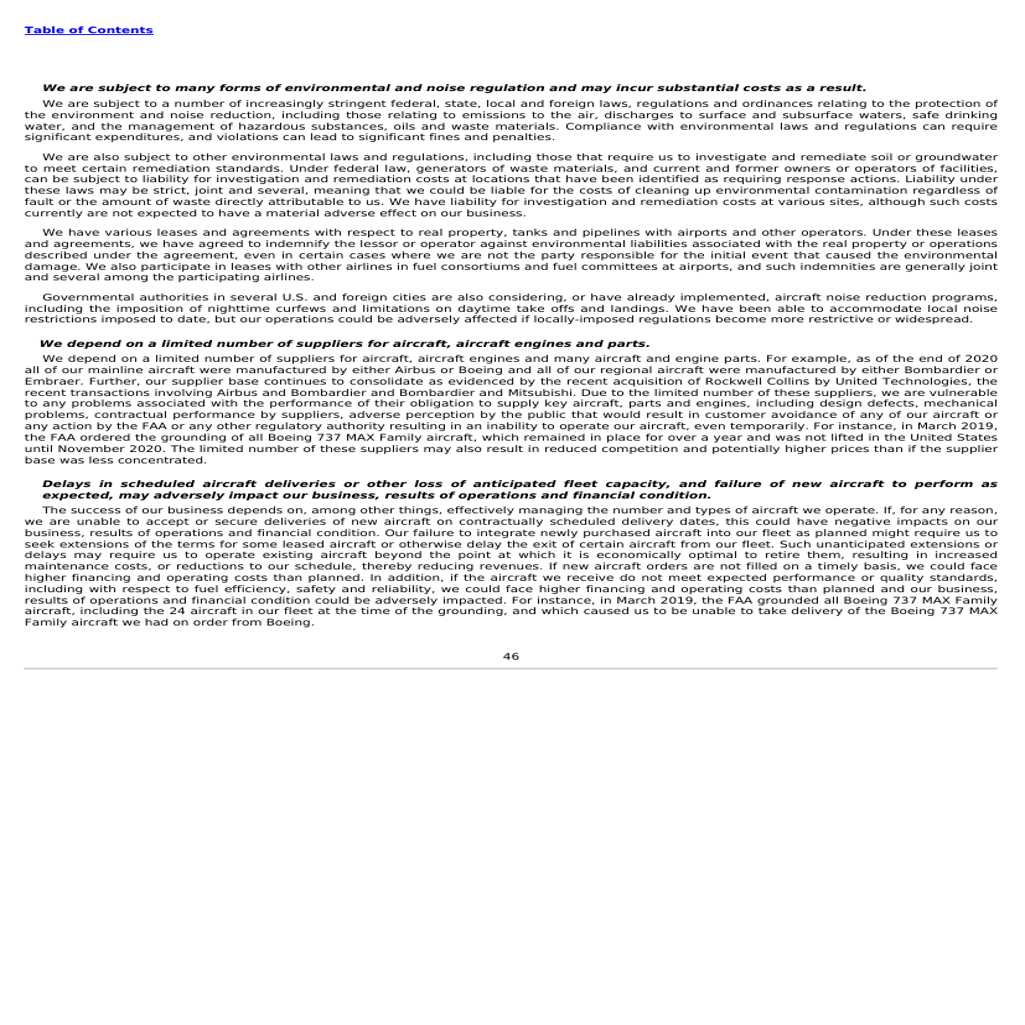 Table of Contents
We are subject to many forms of environmental and noise regulation and may incur substantial costs as a result.
We are subject to a number of increasingly stringent federal, state, local and foreign laws, regulations and ordinances relating to the protection of
the environment and noise reduction, including those relating to emissions to the air, discharges to surface and subsurface waters, safe drinking
water, and the management of hazardous substances, oils and waste materials. Compliance with environmental laws and regulations can require
significant expenditures, and violations can lead to significant fines and penalties.
We are also subject to other environmental laws and regulations, including those that require us to investigate and remediate soil or groundwater
to meet certain remediation standards. Under federal law, generators of waste materials, and current and former owners or operators of facilities,
can be subject to liability for investigation and remediation costs at locations that have been identified as requiring response actions. Liability under
these laws may be strict, joint and several, meaning that we could be liable for the costs of cleaning up environmental contamination regardless of
fault or the amount of waste directly attributable to us. We have liability for investigation and remediation costs at various sites, although such costs
currently are not expected to have a material adverse effect on our business.
We have various leases and agreements with respect to real property, tanks and pipelines with airports and other operators. Under these leases
and agreements, we have agreed to indemnify the lessor or operator against environmental liabilities associated with the real property or operations
described under the agreement, even in certain cases where we are not the party responsible for the initial event that caused the environmental
damage. We also participate in leases with other airlines in fuel consortiums and fuel committees at airports, and such indemnities are generally joint
and several among the participating airlines.
Governmental authorities in several U.S. and foreign cities are also considering, or have already implemented, aircraft noise reduction programs,
including the imposition of nighttime curfews and limitations on daytime take offs and landings. We have been able to accommodate local noise
restrictions imposed to date, but our operations could be adversely affected if locally-imposed regulations become more restrictive or widespread.
We depend on a limited number of suppliers for aircraft, aircraft engines and parts.
We depend on a limited number of suppliers for aircraft, aircraft engines and many aircraft and engine parts. For example, as of the end of 2020
all of our mainline aircraft were manufactured by either Airbus or Boeing and all of our regional aircraft were manufactured by either Bombardier or
Embraer. Further, our supplier base continues to consolidate as evidenced by the recent acquisition of Rockwell Collins by United Technologies, the
recent transactions involving Airbus and Bombardier and Bombardier and Mitsubishi. Due to the limited number of these suppliers, we are vulnerable
to any problems associated with the performance of their obligation to supply key aircraft, parts and engines, including design defects, mechanical
problems, contractual performance by suppliers, adverse perception by the public that would result in customer avoidance of any of our aircraft or
any action by the FAA or any other regulatory authority resulting in an inability to operate our aircraft, even temporarily. For instance, in March 2019,
the FAA ordered the grounding of all Boeing 737 MAX Family aircraft, which remained in place for over a year and was not lifted in the United States
until November 2020. The limited number of these suppliers may also result in reduced competition and potentially higher prices than if the supplier
base was less concentrated.
Delays in scheduled aircraft deliveries or other loss of anticipated fleet capacity, and failure of new aircraft to perform as
expected, may adversely impact our business, results of operations and financial condition.
The success of our business depends on, among other things, effectively managing the number and types of aircraft we operate. If, for any reason,
we are unable to accept or secure deliveries of new aircraft on contractually scheduled delivery dates, this could have negative impacts on our
business, results of operations and financial condition. Our failure to integrate newly purchased aircraft into our fleet as planned might require us to
seek extensions of the terms for some leased aircraft or otherwise delay the exit of certain aircraft from our fleet. Such unanticipated extensions or
delays may require us to operate existing aircraft beyond the point at which it is economically optimal to retire them, resulting in increased
maintenance costs, or reductions to our schedule, thereby reducing revenues. If new aircraft orders are not filled on a timely basis, we could face
higher financing and operating costs than planned. In addition, if the aircraft we receive do not meet expected performance or quality standards,
including with respect to fuel efficiency, safety and reliability, we could face higher financing and operating costs than planned and our business,
results of operations and financial condition could be adversely impacted. For instance, in March 2019, the FAA grounded all Boeing 737 MAX Family
aircraft, including the 24 aircraft in our fleet at the time of the grounding, and which caused us to be unable to take delivery of the Boeing 737 MAX
Family aircraft we had on order from Boeing.
46